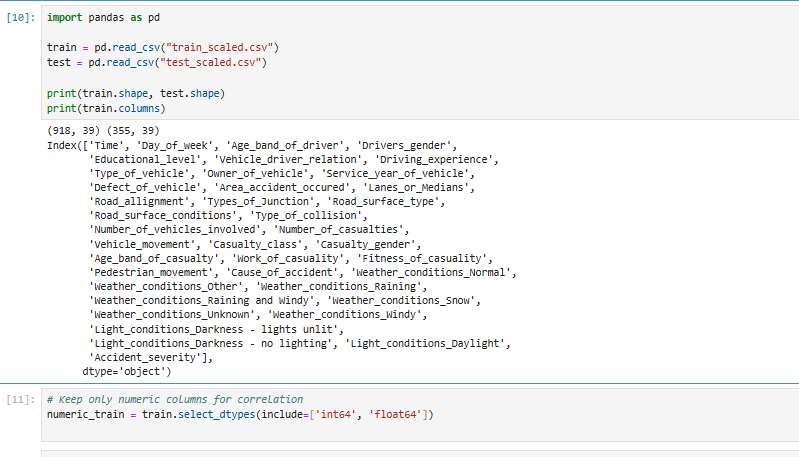 [10]: import pandas as pd
train = pd.read_csv("train_scaled.csv")
test = pd.read_csv("test_scaled.csv")
print(train.shape, test.shape)
print(train.columns)
(918, 39) (355, 39)
Index(['Time', 'Day_of_week', 'Age_band_of_driver', 'Drivers_gender',
'Educational_level', 'Vehicle_driver_relation', 'Driving_experience',
'Type_of_vehicle', 'Owner_of_vehicle', 'Service_year_of_vehicle',
'Defect_of_vehicle', 'Area_accident_occured', 'Lanes_or_Medians',
'Road_allignment', 'Types_of_Junction', 'Road_surface_type',
'Road_surface_conditions', 'Type_of_collision',
'Number_of_vehicles_involved', 'Number_of_casualties',
'Vehicle_movement', 'Casualty_class', 'Casualty_gender',
'Age_band_of_casualty', 'Work_of_casualty', 'Fitness_of_casualty',
'Pedestrian_movement', 'Cause_of_accident', 'Weather_conditions_Normal',
'Weather_conditions_Other', 'Weather_conditions_Raining',
'Weather_conditions_Raining and Windy', 'Weather_conditions_Snow',
'Weather_conditions_Unknown', 'Weather_conditions_Windy',
'Light_conditions_Darkness - lights unlit',
'Light_conditions_Darkness - no lighting', 'Light_conditions_Daylight',
'Accident_severity'],
dtype='object')
[11]: # Keep only numeric columns for correlation
numeric_train = train.select_dtypes(include=['int64', 'float64'])